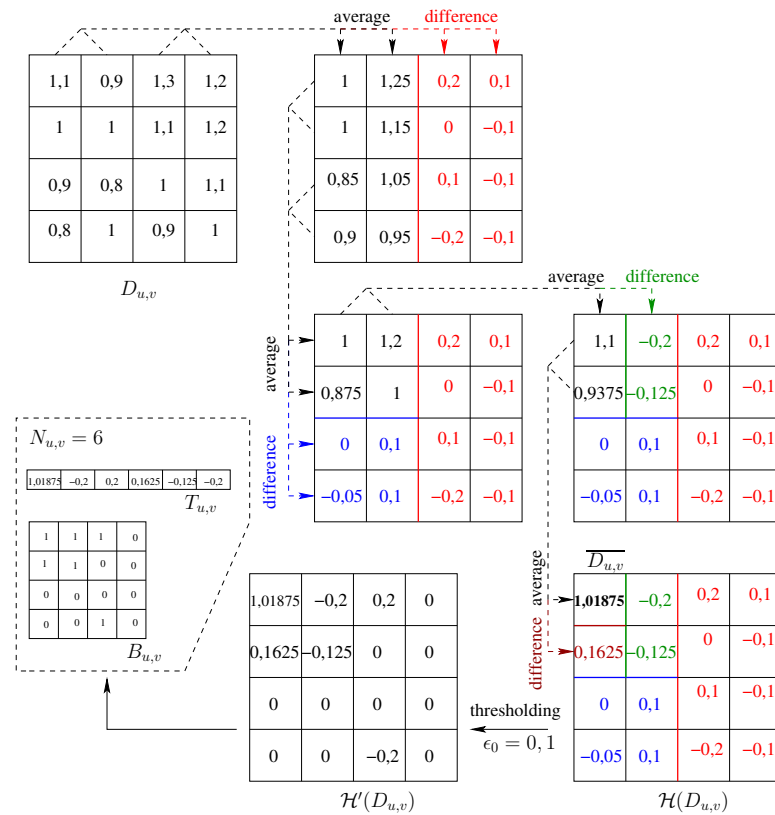 average difference
1,1 0,9 1,3 1,2
1 1 1,1 1,2
0,9 0,8 1 1,1
0,8 1 0,9 1
D_{u,v}
1 1,25 0,2 0,1
1 1,15 0 −0,1
0,85 1,05 0,1 −0,1
0,9 0,95 −0,2 −0,1
average difference
average
difference
1 1,2 0,2 0,1
0,875 1 0 −0,1
0 0,1 0,1 −0,1
−0,05 0,1 −0,2 −0,1
1,1 −0,2 0,2 0,1
0,9375 −0,125 0 −0,1
0 0,1 0,1 −0,1
−0,05 0,1 −0,2 −0,1
N_{u,v} = 6
1,01875 −0,2 0,2 0,1625 −0,125 −0,2
T_{u,v}
1 1 1 0
1 1 0 0
0 0 0 0
0 0 1 0
B_{u,v}
1,01875 −0,2 0,2 0
0,1625 −0,125 0 0
0 0 0 0
0 0 −0,2 0
H′(D_{u,v})
thresholding
ϵ_0 = 0, 1
average
difference
\overline{D_{u,v}}
1,01875 −0,2 0,2 0,1
0,1625 −0,125 0 −0,1
0 0,1 0,1 −0,1
−0,05 0,1 −0,2 −0,1
H(D_{u,v})